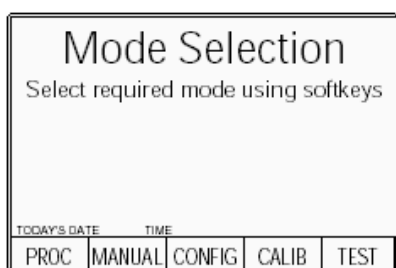 Mode Selection
Select required mode using softkeys
TODAY'S DATE TIME
PROC MANUAL CONFIG CALIB TEST